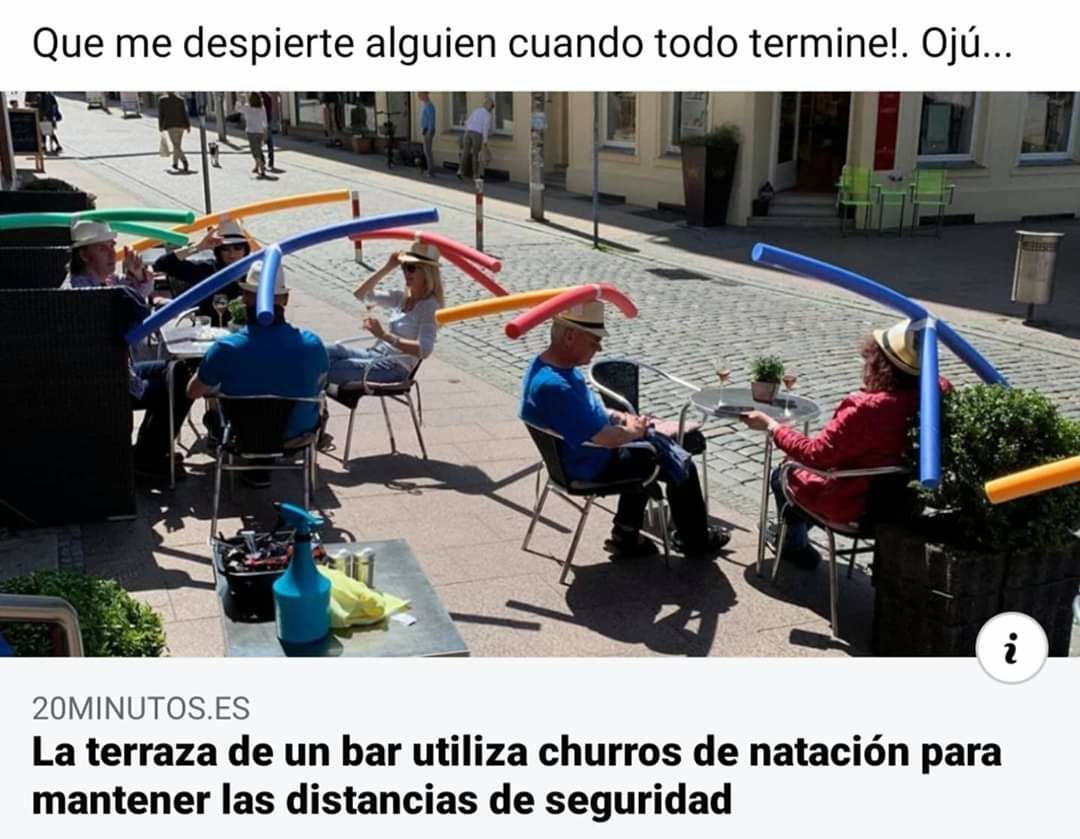 Que me despierte alguien cuando todo termine!. Ojú...
i
20MINUTOS.ES
La terraza de un bar utiliza churros de natación para
mantener las distancias de seguridad